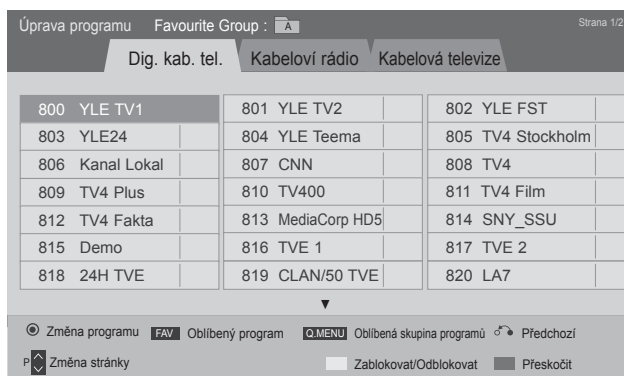 Úprava programu Favourite Group : A Strana 1/2
Dig. kab. tel. Kabeloví rádio Kabelová televize
800 YLE TV1 801 YLE TV2 802 YLE FST
803 YLE24 804 YLE Teema 805 TV4 Stockholm
806 Kanal Lokal 807 CNN 808 TV4
809 TV4 Plus 810 TV400 811 TV4 Film
812 TV4 Fakta 813 MediaCorp HD5 814 SNY_SSU
815 Demo 816 TVE 1 817 TVE 2
818 24H TVE 819 CLAN/50 TVE 820 LA7
Změna programu FAV Oblíbený program Q.MENU Oblíbená skupina programů Předchozí
P Změna stránky Zablokovat/Odblokovat Přeskočit